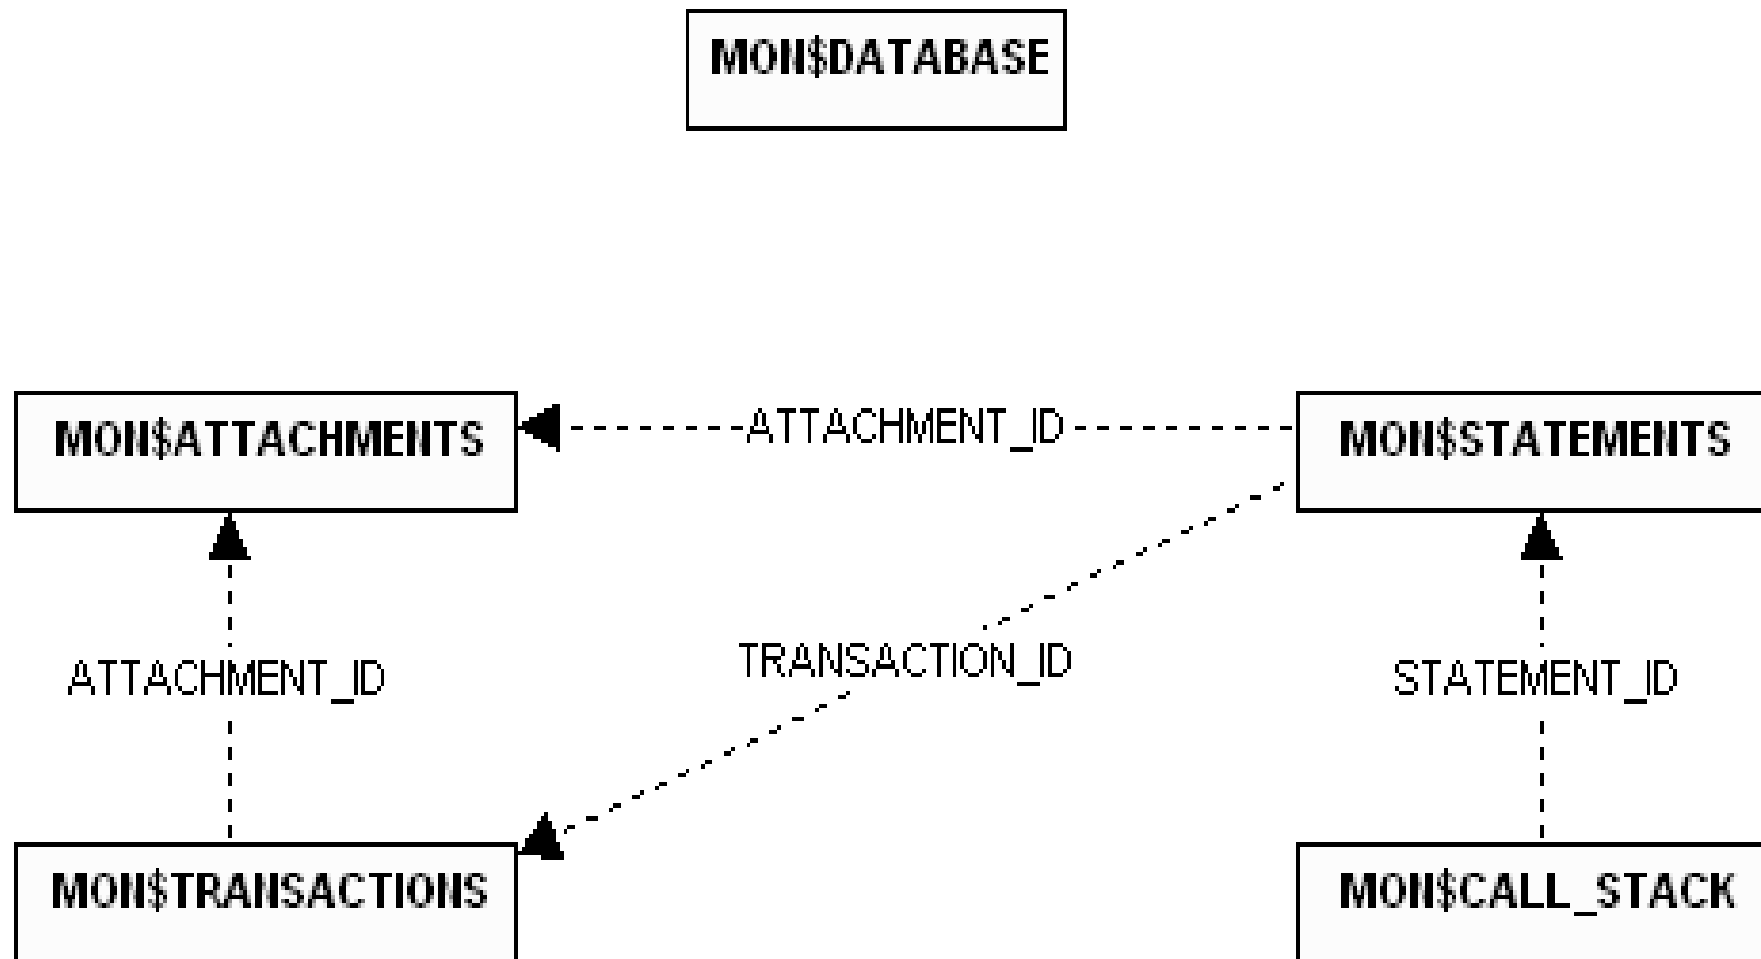 MON$DATABASE
MON$ATTACHMENTS
ATTACHMENT_ID
MON$STATEMENTS
ATTACHMENT_ID
TRANSACTION_ID
STATEMENT_ID
MON$TRANSACTIONS
MON$CALL_STACK